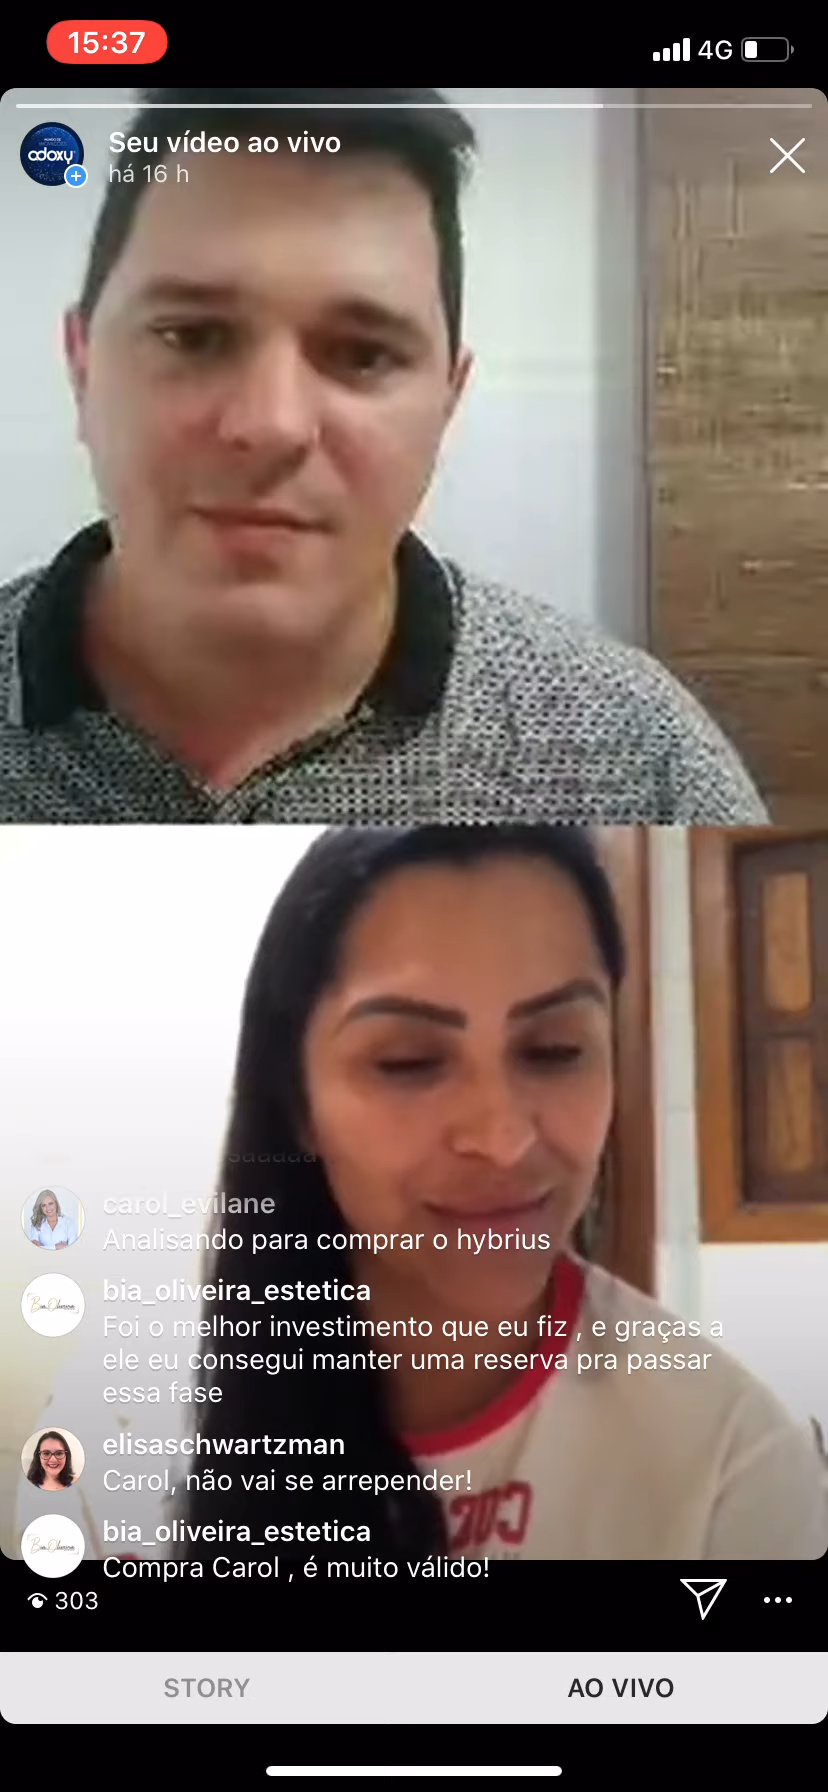 15:37
4G
adoxy
Seu vídeo ao vivo
há 16 h
saaaaa
carol_evilane
Analisando para comprar o hybrius
bia_oliveira_estetica
Foi o melhor investimento que eu fiz , e graças a
ele eu consegui manter uma reserva pra passar
essa fase
elisaschwartzman
Carol, não vai se arrepender!
bia_oliveira_estetica
Compra Carol , é muito válido!
303
STORY
AO VIVO